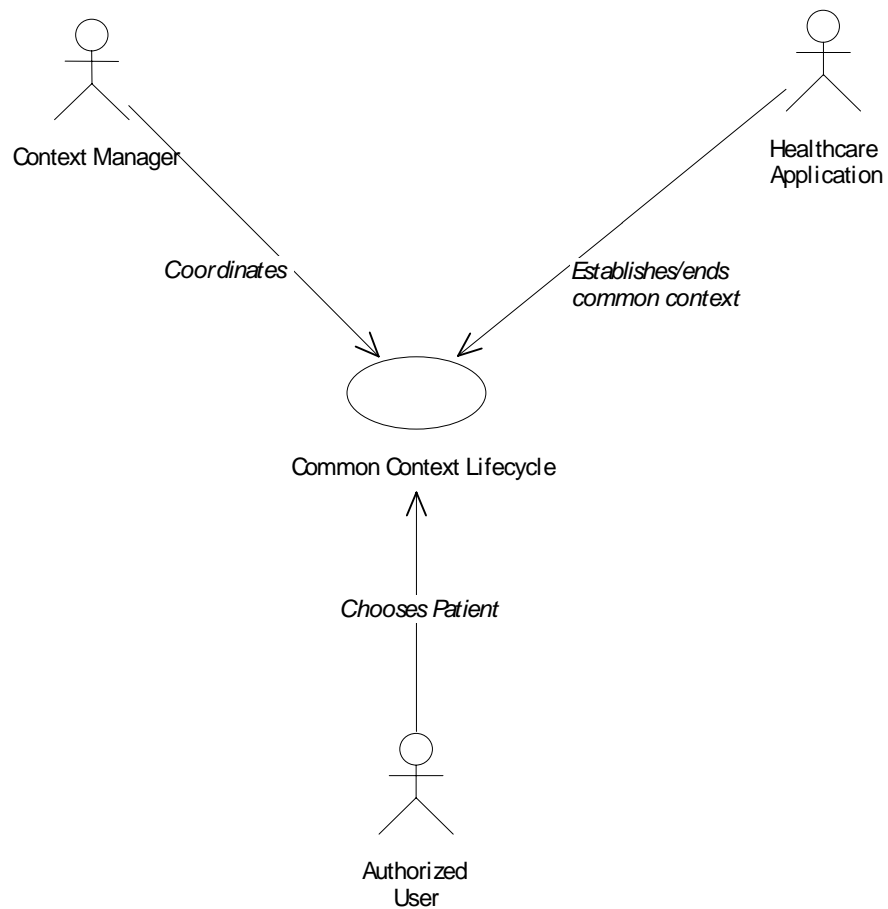 Context Manager
Healthcare
Application
Coordinates
Establishes/ends
common context
Common Context Lifecycle
Chooses Patient
Authorized
User